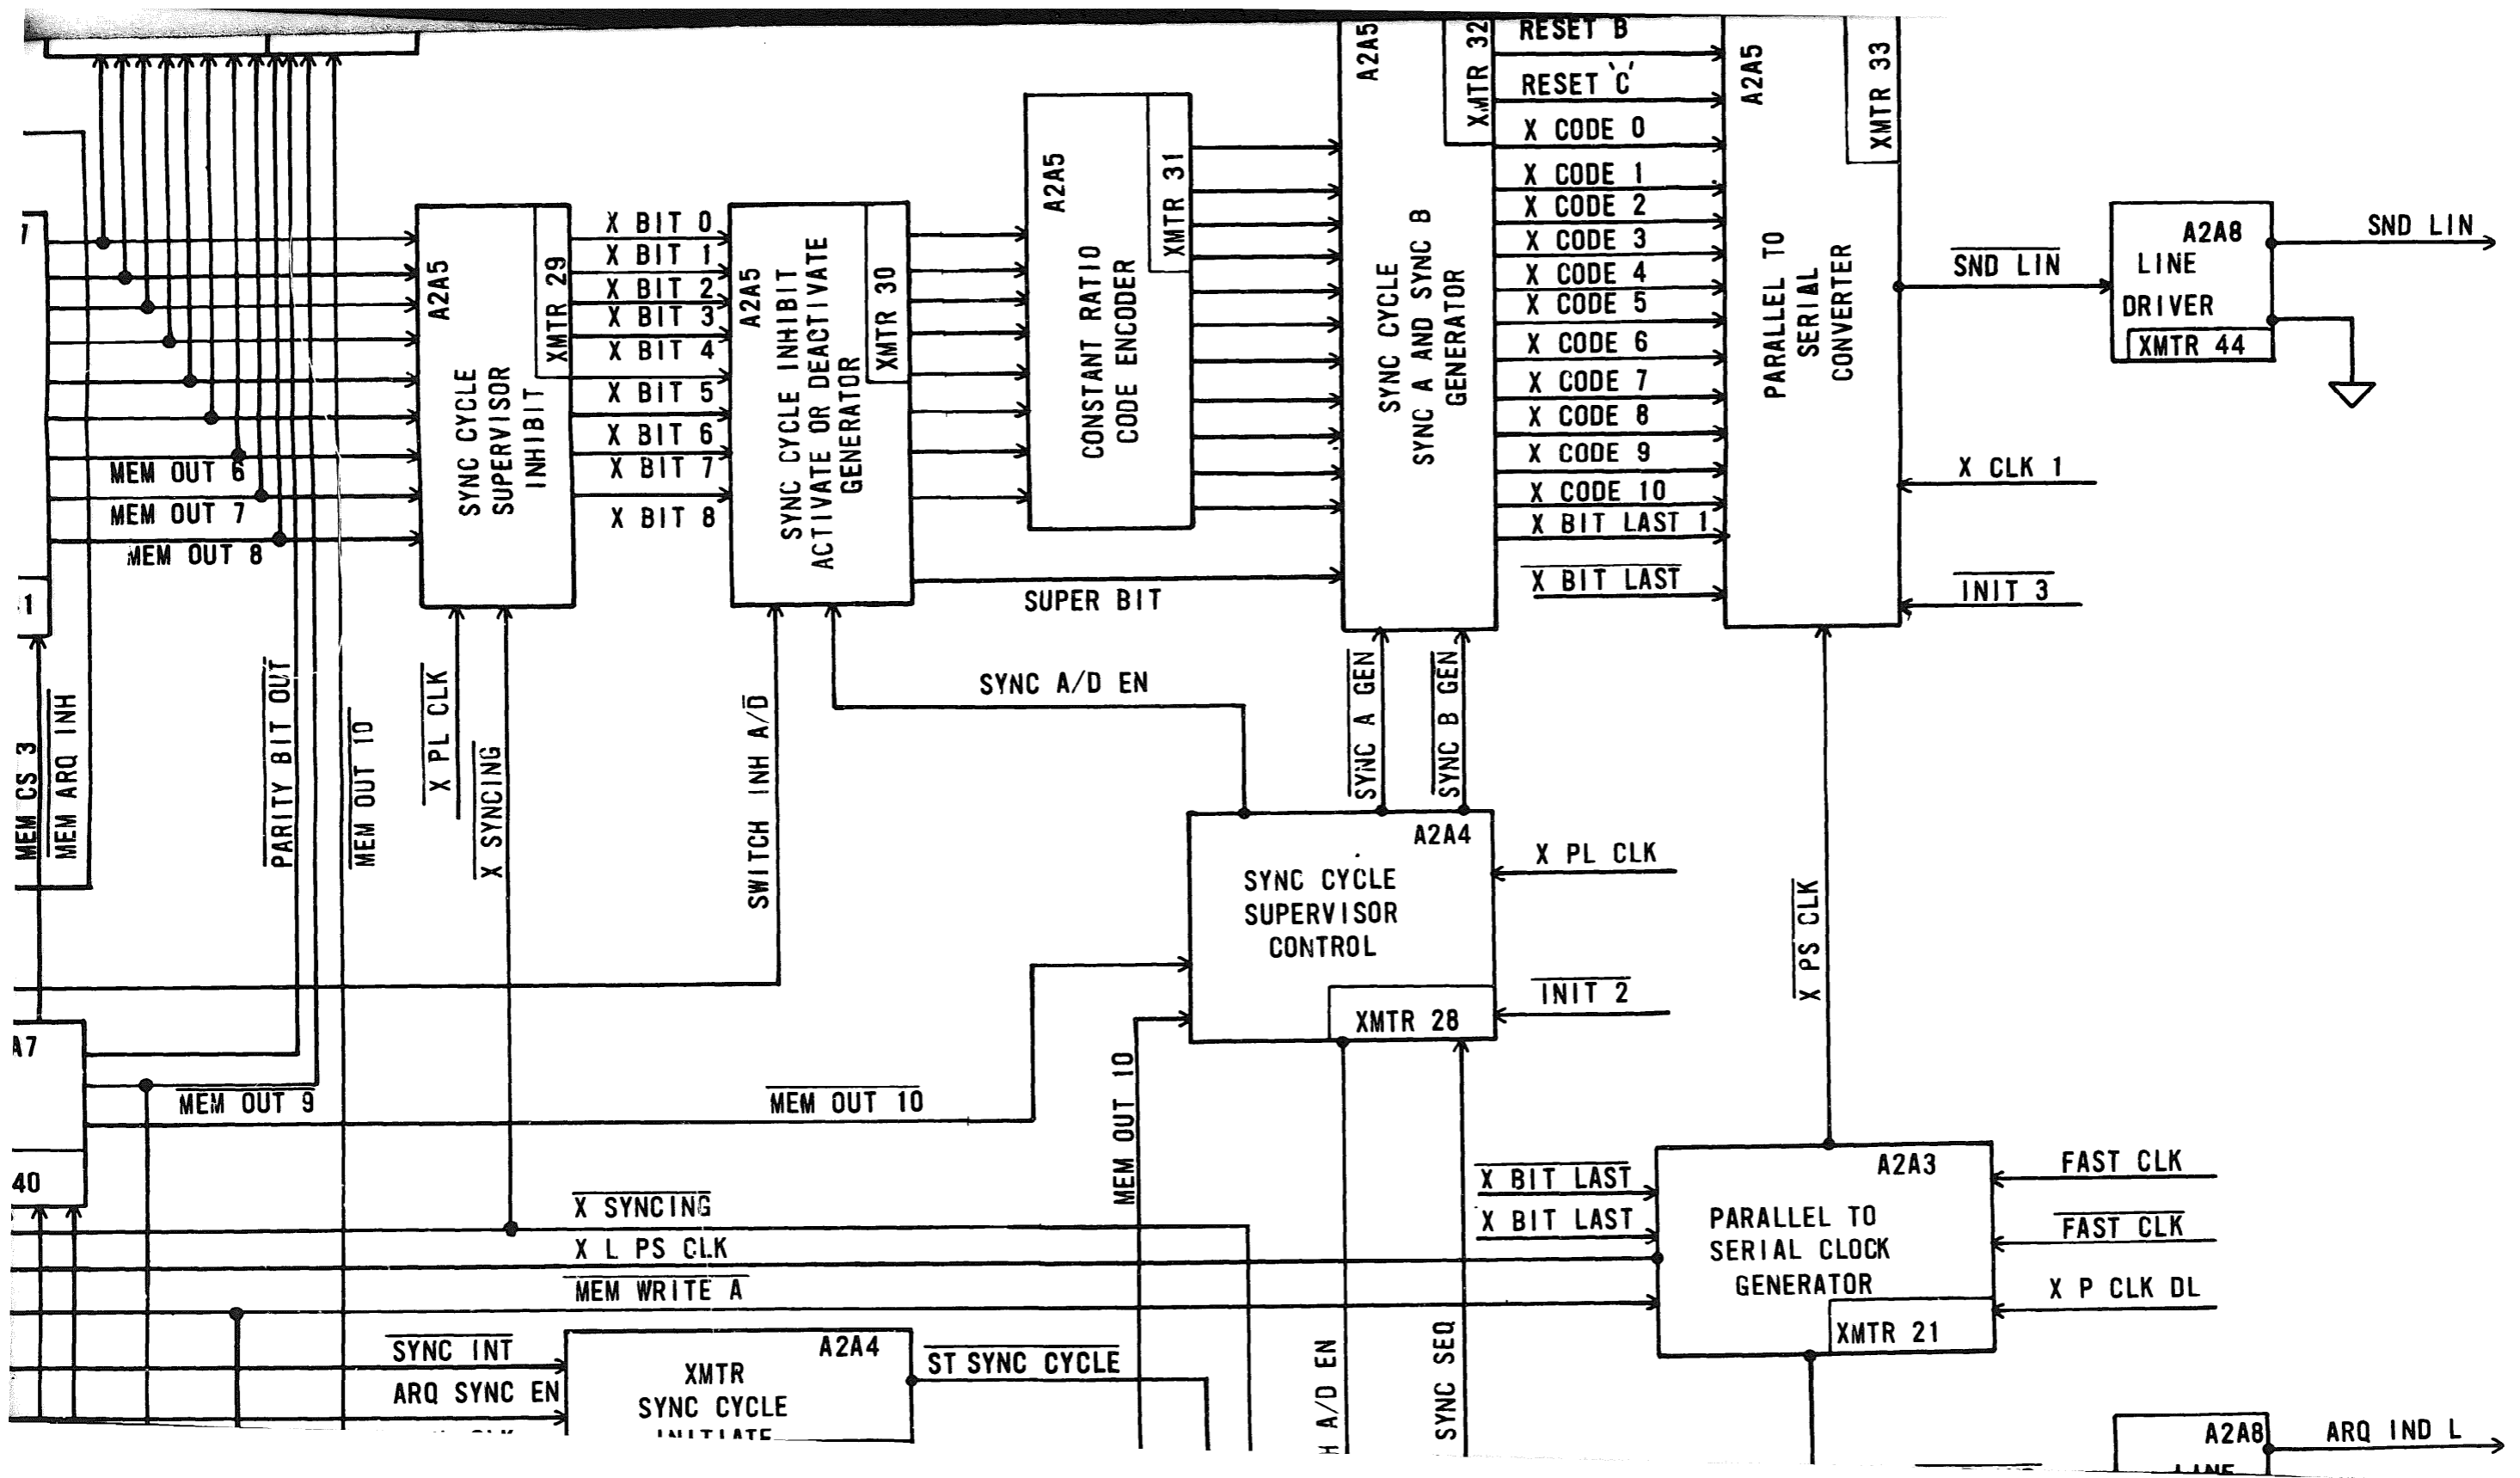 RESET B
RESET 'C'
X CODE 0
X CODE 1
X CODE 2
X CODE 3
X CODE 4
X CODE 5
X CODE 6
X CODE 7
X CODE 8
X CODE 9
X CODE 10
X BIT LAST 1
X BIT LAST
A2A5
XMTR 32
SYNC CYCLE
SYNC A AND SYNC B
GENERATOR
A2A5
XMTR 33
PARALLEL TO
SERIAL
CONVERTER
A2A5
XMTR 31
CONSTANT RATIO
CODE ENCODER
A2A5
XMTR 30
SYNC CYCLE INHIBIT
ACTIVATE OR DEACTIVATE
GENERATOR
A2A5
XMTR 29
SYNC CYCLE
SUPERVISOR
INHIBIT
X BIT 0
X BIT 1
X BIT 2
X BIT 3
X BIT 4
X BIT 5
X BIT 6
X BIT 7
X BIT 8
7
MEM OUT 6
MEM OUT 7
MEM OUT 8
1
SND LIN
A2A8
LINE
DRIVER
XMTR 44
SND LIN
X CLK 1
INIT 3
SUPER BIT
SYNC A/D EN
SYNC A GEN
SYNC B GEN
MEM CS 3
MEM ARQ INH
PARITY BIT OUT
MEM OUT 10
X PL CLK
X SYNCING
SWITCH INH A/D
A2A4
SYNC CYCLE
SUPERVISOR
CONTROL
XMTR 28
X PL CLK
INIT 2
X PS CLK
A7
40
MEM OUT 9
MEM OUT 10
MEM OUT 10
X SYNCING
X L PS CLK
MEM WRITE A
X BIT LAST
X BIT LAST
A2A3
PARALLEL TO
SERIAL CLOCK
GENERATOR
XMTR 21
FAST CLK
FAST CLK
X P CLK DL
SYNC INT
ARQ SYNC EN
A2A4
XMTR
SYNC CYCLE
INITIATE
ST SYNC CYCLE
H A/D EN
SYNC SEQ
A2A8
LINE
ARQ IND L